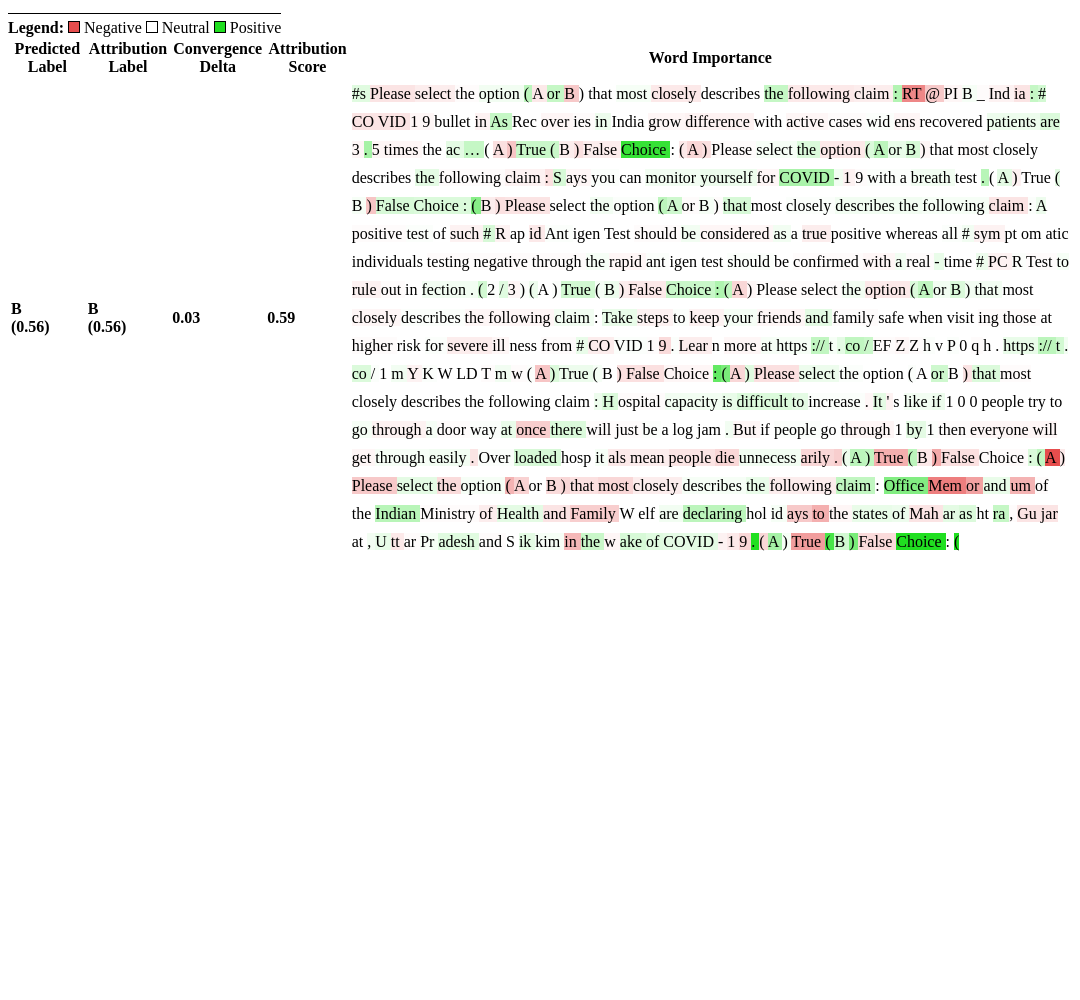 Legend: Negative Neutral Positive
Predicted Label Attribution Label Convergence Delta Attribution Score Word Importance
B (0.56) B (0.56) 0.03 0.59
#s Please select the option ( A or B ) that most closely describes the following claim : RT @ PI B _ Ind ia : #
CO VID 1 9 bullet in As Rec over ies in India grow difference with active cases wid ens recovered patients are
3 . 5 times the ac … ( A ) True ( B ) False Choice : ( A ) Please select the option ( A or B ) that most closely
describes the following claim : S ays you can monitor yourself for COVID - 1 9 with a breath test . ( A ) True (
B ) False Choice : ( B ) Please select the option ( A or B ) that most closely describes the following claim : A
positive test of such # R ap id Ant igen Test should be considered as a true positive whereas all # sym pt om atic
individuals testing negative through the rapid ant igen test should be confirmed with a real - time # PC R Test to
rule out in fection . ( 2 / 3 ) ( A ) True ( B ) False Choice : ( A ) Please select the option ( A or B ) that most
closely describes the following claim : Take steps to keep your friends and family safe when visit ing those at
higher risk for severe ill ness from # CO VID 1 9 . Lear n more at https :// t . co / EF Z Z h v P 0 q h . https :// t .
co / 1 m Y K W LD T m w ( A ) True ( B ) False Choice : ( A ) Please select the option ( A or B ) that most
closely describes the following claim : H ospital capacity is difficult to increase . It ' s like if 1 0 0 people try to
go through a door way at once there will just be a log jam . But if people go through 1 by 1 then everyone will
get through easily . Over loaded hosp it als mean people die unnecess arily . ( A ) True ( B ) False Choice : ( A )
Please select the option ( A or B ) that most closely describes the following claim : Office Mem or and um of
the Indian Ministry of Health and Family W elf are declaring hol id ays to the states of Mah ar as ht ra , Gu jar
at , U tt ar Pr adesh and S ik kim in the w ake of COVID - 1 9 . ( A ) True ( B ) False Choice : (